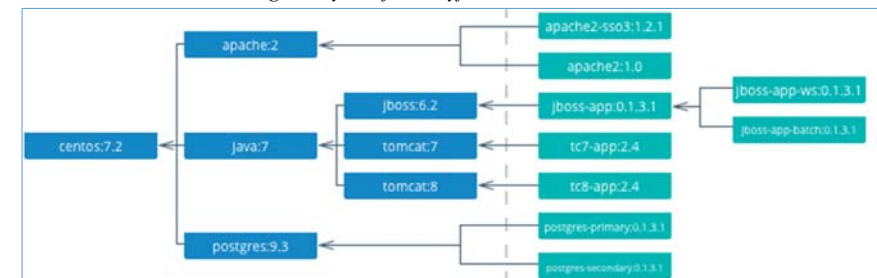 apache2-sso3:1.2.1
apache:2
apache2:1.0
jboss-app-ws:0.1.3.1
jboss:6.2
jboss-app:0.1.3.1
jboss-app-batch:0.1.3.1
centos:7.2
java:7
tomcat:7
tc7-app:2.4
tomcat:8
tc8-app:2.4
postgres-primary:0.1.3.1
postgres:9.3
postgres-secondary:0.1.3.1